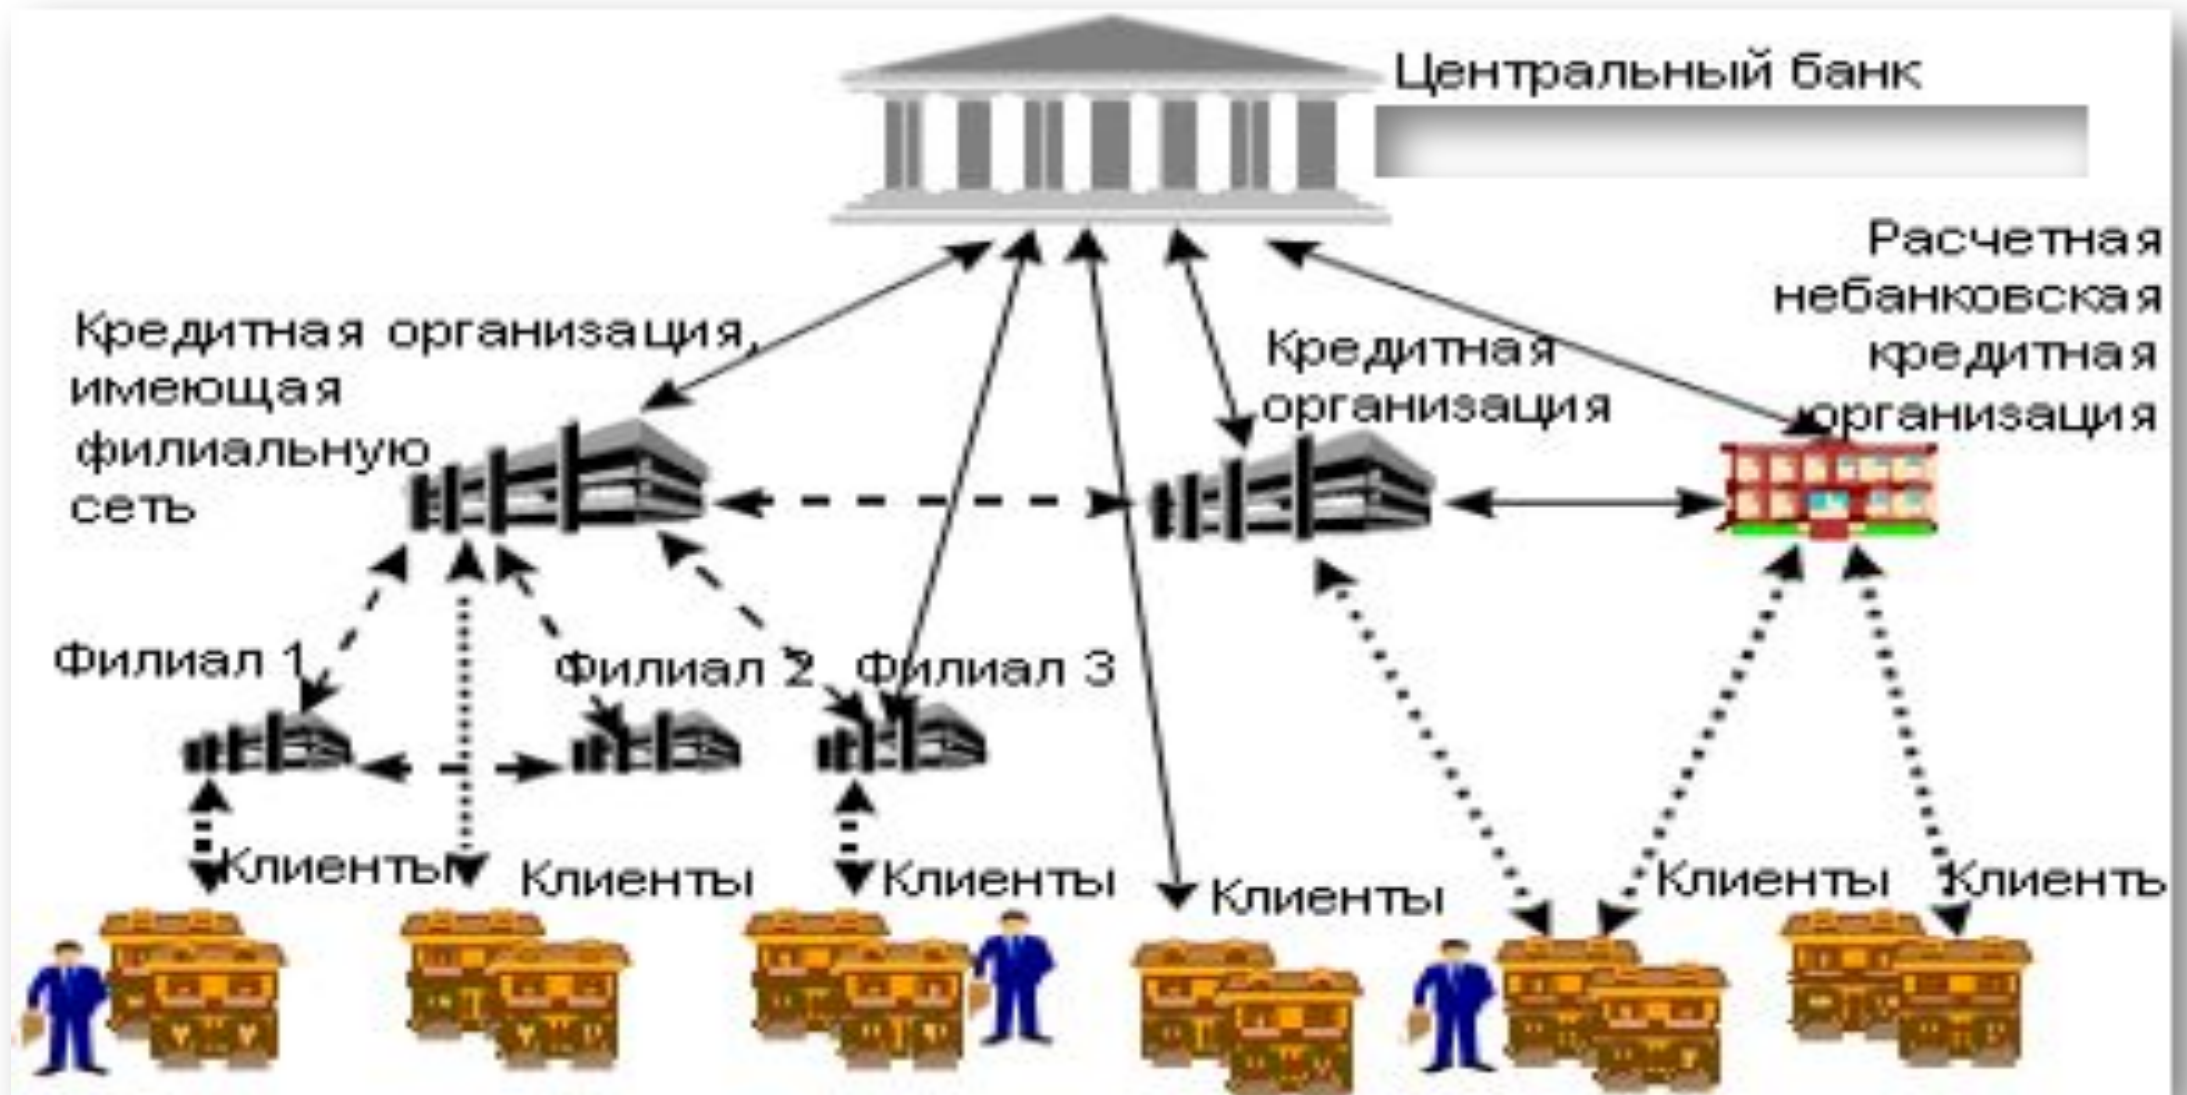 Центральный банк
Расчетная
небанковская
кредитная
организация
Кредитная организация,
имеющая
филиальную
сеть
Кредитная
организация
Филиал 1
Филиал 2
Филиал 3
Клиенты
Клиенты
Клиенты
Клиенты
Клиенты
Клиенть